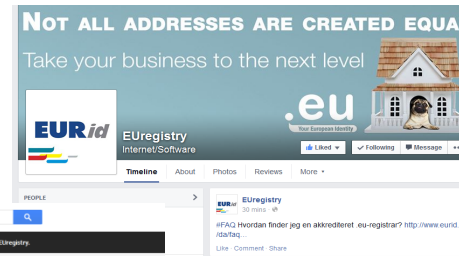 NOT ALL ADDRESSES ARE CREATED EQUA
Take your business to the next level
.eu
Your European Identity
EURid
EUregistry
Internet/Software
Liked
Following
Message
Timeline About Photos Reviews More
PEOPLE
EURid
EUregistry
30 mins
#FAQ Hvordan finder jeg en akkrediteret .eu-registrar? http://www.eurid.
/da/faq....
Like · Comment · Share
EUregistry.